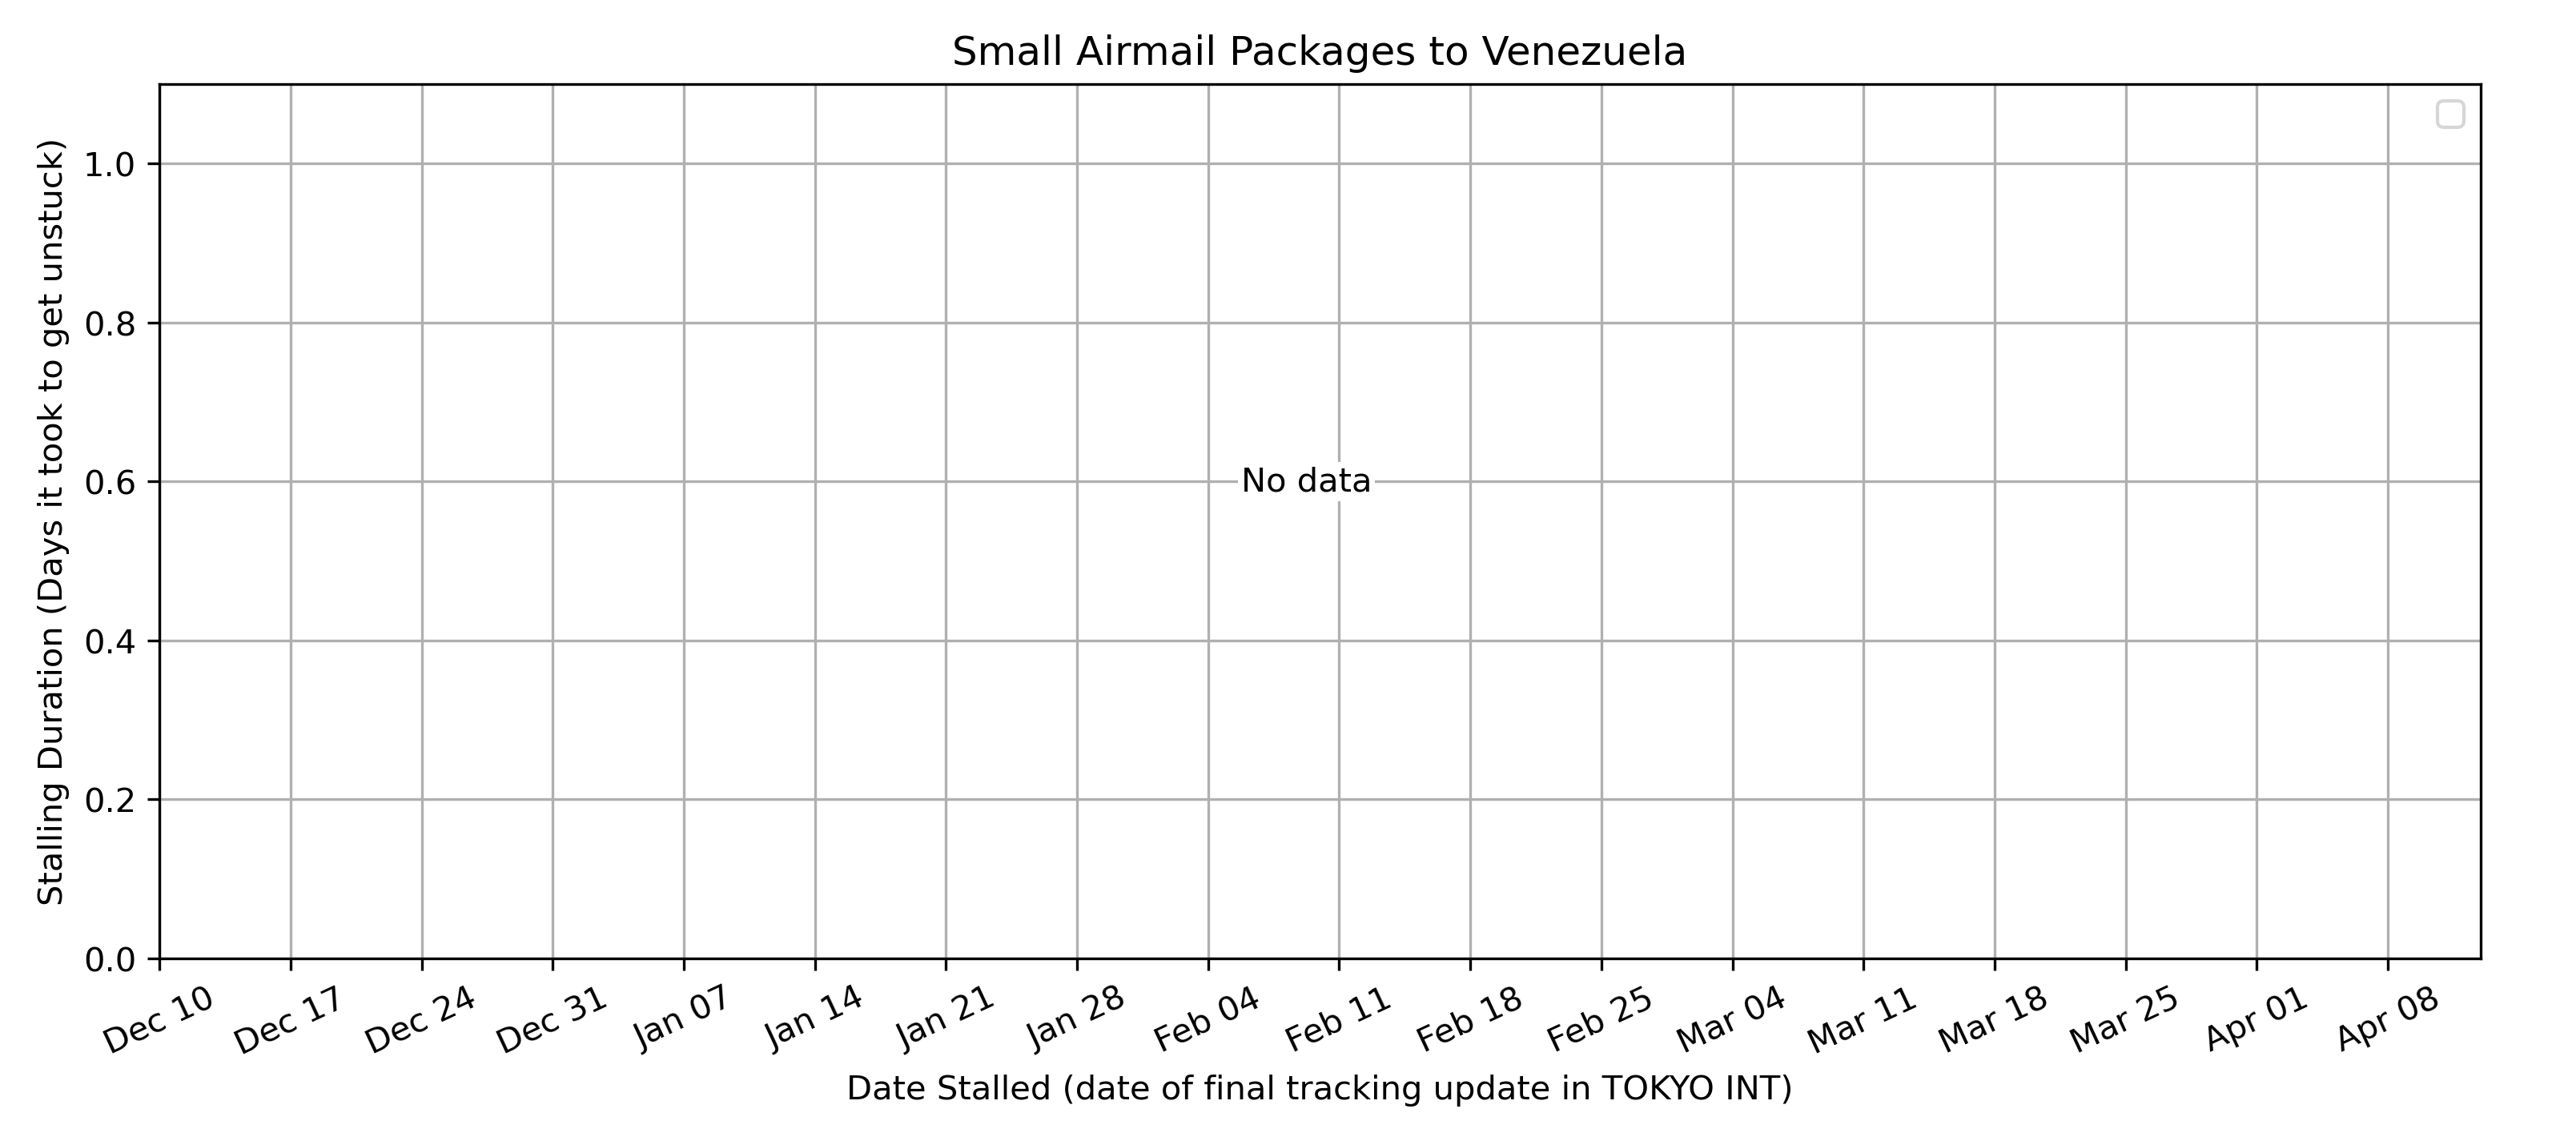 Small Airmail Packages to Venezuela
Stalling Duration (Days it took to get unstuck)
1.0
0.8
0.6
0.4
0.2
0.0
No data
Dec 10 Dec 17 Dec 24 Dec 31 Jan 07 Jan 14 Jan 21 Jan 28 Feb 04 Feb 11 Feb 18 Feb 25 Mar 04 Mar 11 Mar 18 Mar 25 Apr 01 Apr 08
Date Stalled (date of final tracking update in TOKYO INT)